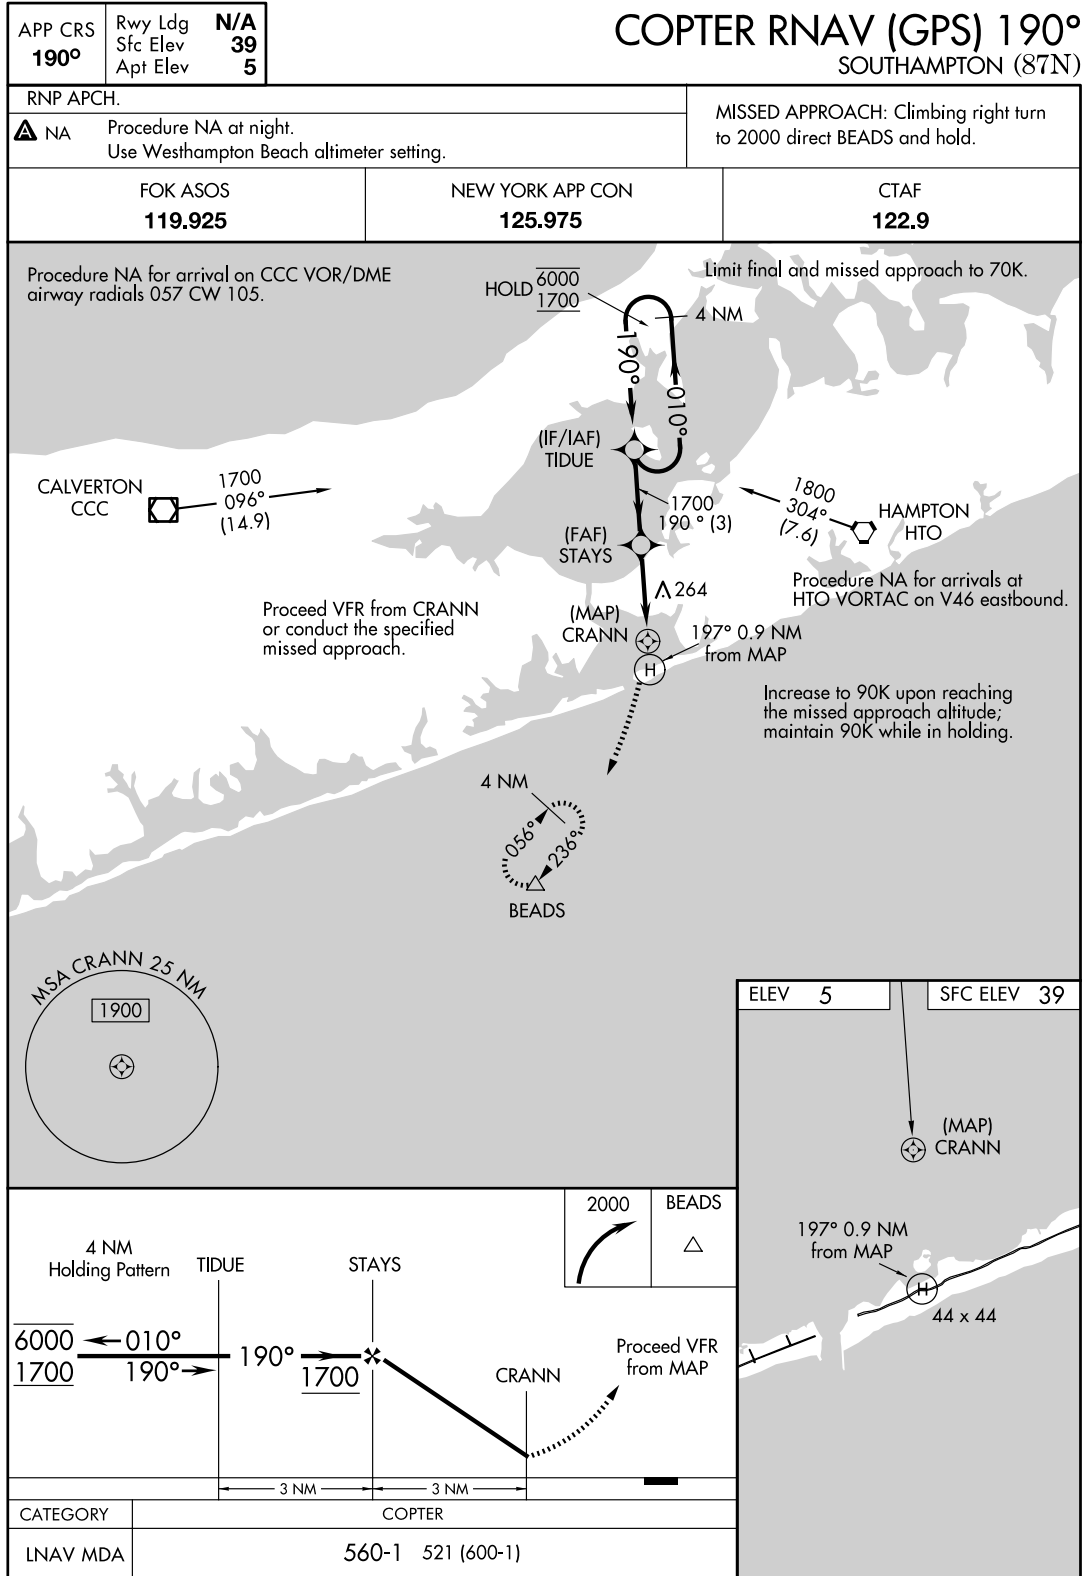 APP CRS
190°
Rwy Ldg N/A
Sfc Elev 39
Apt Elev 5
COPTER RNAV (GPS) 190°
SOUTHAMPTON (87N)
RNP APCH.
A NA
Procedure NA at night.
Use Westhampton Beach altimeter setting.
MISSED APPROACH: Climbing right turn
to 2000 direct BEADS and hold.
FOK ASOS
119.925
NEW YORK APP CON
125.975
CTAF
122.9
Procedure NA for arrival on CCC VOR/DME
airway radials 057 CW 105.
HOLD 6000
1700
Limit final and missed approach to 70K.
4 NM
190°
010°
(IF/IAF)
TIDUE
CALVERTON
CCC
1700
096°
(14.9)
1700
190° (3)
1800
304°
(7.6)
HAMPTON
HTO
(FAF)
STAYS
264
Procedure NA for arrivals at
HTO VORTAC on V46 eastbound.
Proceed VFR from CRANN
or conduct the specified
missed approach.
(MAP)
CRANN
197° 0.9 NM
from MAP
H
Increase to 90K upon reaching
the missed approach altitude;
maintain 90K while in holding.
4 NM
056°
236°
BEADS
MSA CRANN 25 NM
1900
ELEV 5
SFC ELEV 39
(MAP)
CRANN
197° 0.9 NM
from MAP
H
44 x 44
2000
BEADS
4 NM
Holding Pattern
TIDUE
STAYS
6000
1700
010°
190°
190°
1700
CRANN
Proceed VFR
from MAP
3 NM
3 NM
CATEGORY
COPTER
LNAV MDA
560-1 521 (600-1)